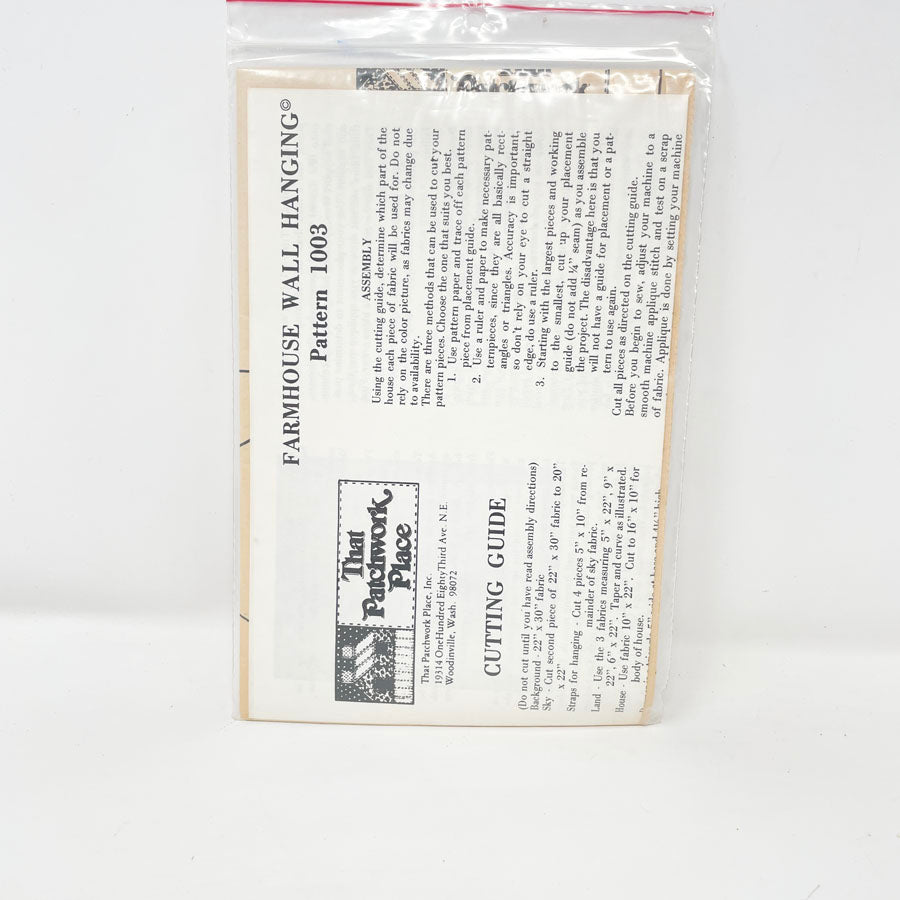 FARMHOUSE WALL HANGING©
Pattern 1003
That
Patchwork
Place
That Patchwork Place, Inc.
19314 OneHundred EightyThird Ave. N.E.
Woodinville, Wash. 98072
CUTTING GUIDE
(Do not cut until you have read assembly directions)
Background - 22” x 30” fabric
Sky - Cut second piece of 22” x 30” fabric to 20”
x 22”
Straps for hanging - Cut 4 pieces 5” x 10” from re-
mainder of sky fabric.
Land - Use the 3 fabrics measuring 5” x 22”, 9” x
22”, 6” x 22”. Taper and curve as illustrated.
House - Use fabric 10” x 22”. Cut to 16” x 10” for
body of house.
ASSEMBLY
Using the cutting guide, determine which part of the
house each piece of fabric will be used for. Do not
rely on the color picture, as fabrics may change due
to availability.
There are three methods that can be used to cut your
pattern pieces. Choose the one that suits you best.
1. Use pattern paper and trace off each pattern
piece from placement guide.
2. Use a ruler and paper to make necessary pat-
ternpieces, since they are all basically rect-
angles or triangles. Accuracy is important,
so don’t rely on your eye to cut a straight
edge, do use a ruler.
3. Starting with the largest pieces and working
to the smallest, cut up your placement
guide (do not add ¼” seam) as you assemble
the project. The disadvantage here is that you
will not have a guide for placement or a pat-
tern to use again.
Cut all pieces as directed on the cutting guide.
Before you begin to sew, adjust your machine to a
smooth machine applique stitch and test on a scrap
of fabric. Applique is done by setting your machine